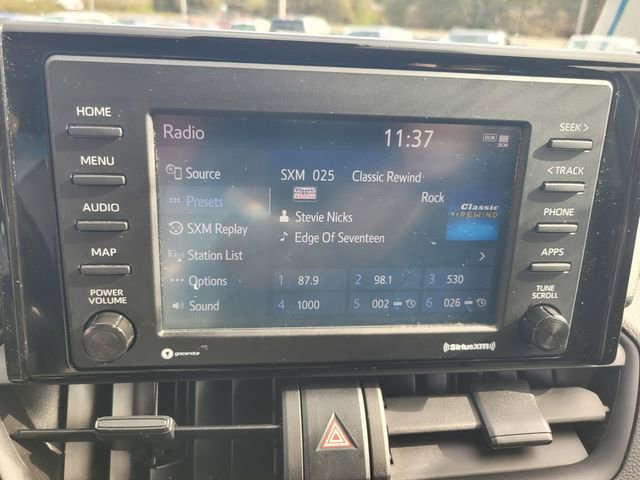 HOME
MENU
AUDIO
MAP
POWER
VOLUME
Radio 11:37 DCM
Source
Presets
SXM Replay
Station List
Options
Sound
SXM 025 Classic Rewind
Rock
Stevie Nicks
Edge Of Seventeen
Classic
REWIND
1 87.9 2 98.1 3 530
4 1000 5 002 6 026
gracenote
((SiriusXM))
SEEK >
< TRACK
PHONE
APPS
TUNE
SCROLL